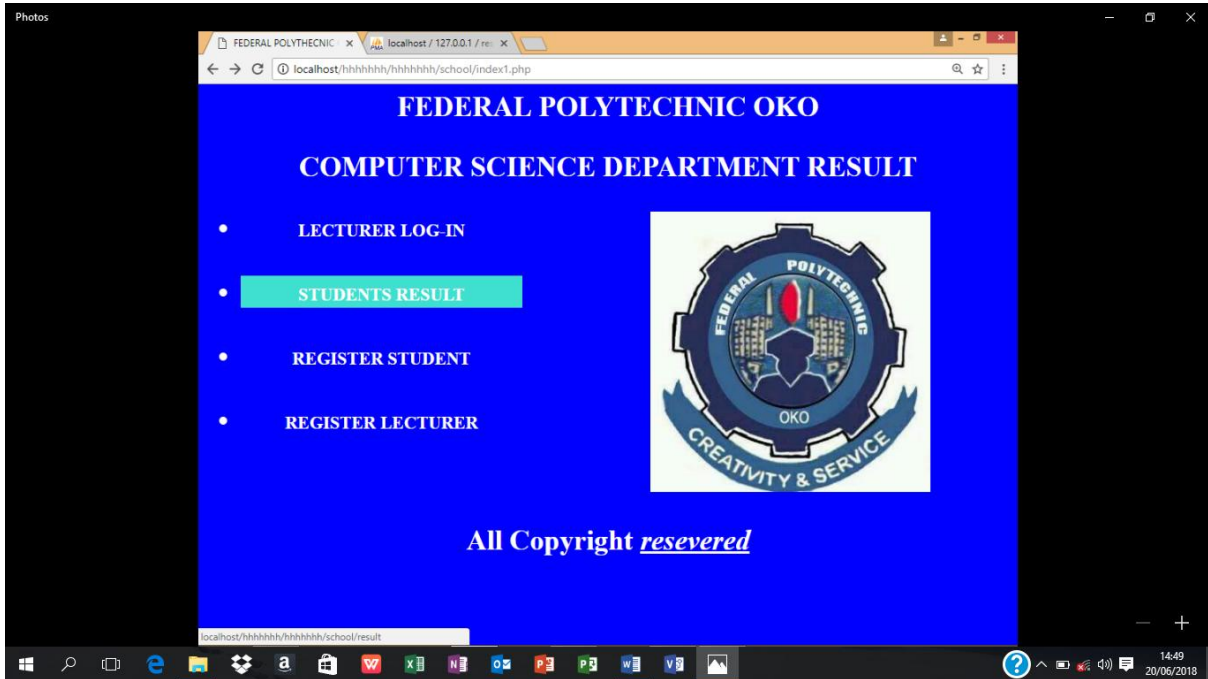 Photos
FEDERAL POLYTHECNIC
localhost / 127.0.0.1 / re
localhost/hhhhhhh/hhhhhhh/school/index1.php
FEDERAL POLYTECHNIC OKO
COMPUTER SCIENCE DEPARTMENT RESULT
LECTURER LOG-IN
STUDENTS RESULT
REGISTER STUDENT
REGISTER LECTURER
FEDERAL POLYTECHNIC
OKO
CREATIVITY & SERVICE
All Copyright resevered
localhost/hhhhhhh/hhhhhhh/school/result
14:49
20/06/2018